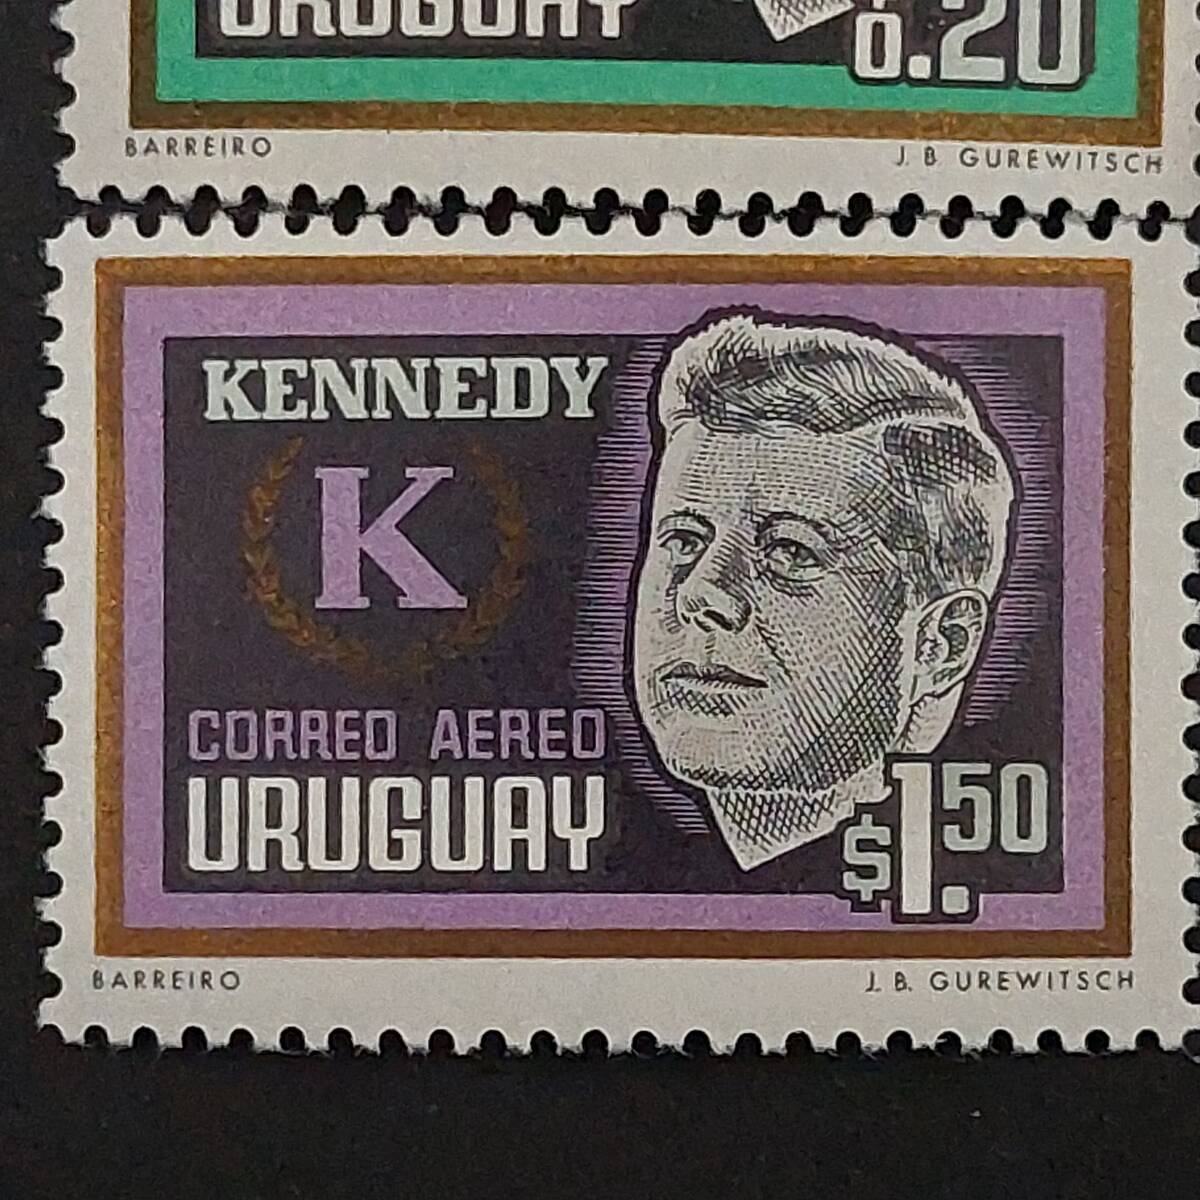 URUGUAY
0.20
BARREIRO
J. B. GUREWITSCH
KENNEDY
K
CORREO AEREO
URUGUAY
$1.50
BARREIRO
J. B. GUREWITSCH